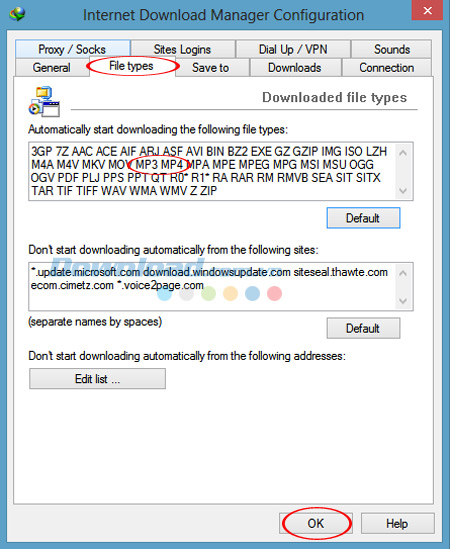 Internet Download Manager Configuration
Proxy / Socks
Sites Logins
Dial Up / VPN
Sounds
General
File types
Save to
Downloads
Connection
Downloaded file types
Automatically start downloading the following file types:
3GP 7Z AAC ACE AIF ARJ ASF AVI BIN BZ2 EXE GZ GZIP IMG ISO LZH
M4A M4V MKV MOV MP3 MP4 MPA MPE MPEG MPG MSI MSU OGG
OGV PDF PLJ PPS PPT QT R0* R1* RA RAR RM RMVB SEA SIT SITX
TAR TIF TIFF WAV WMA WMV Z ZIP
Default
Don't start downloading automatically from the following sites:
*.update.microsoft.com download.windowsupdate.com siteseal.thawte.com
ecom.cimetz.com *.voice2page.com
Download
(separate names by spaces)
Default
Don't start downloading automatically from the following addresses:
Edit list ...
OK
Help